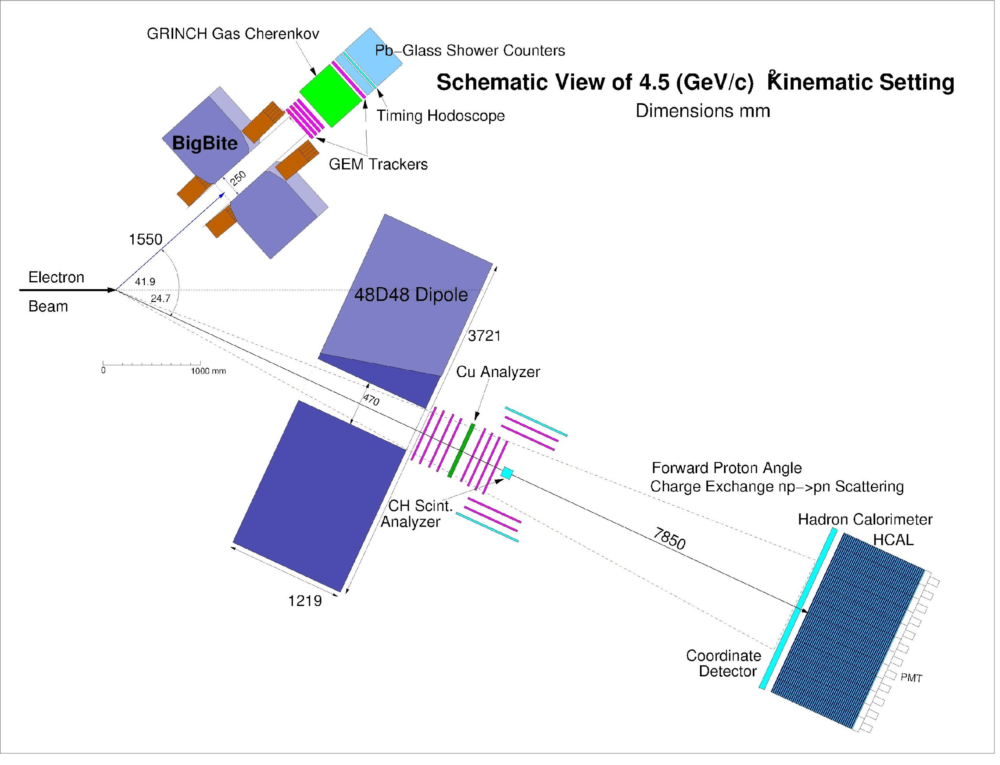 GRINCH Gas Cherenkov
Pb–Glass Shower Counters
Schematic View of 4.5 (GeV/c)² Kinematic Setting
Dimensions mm
Timing Hodoscope
BigBite
GEM Trackers
250
1550
Electron
Beam
41.9
24.7
48D48 Dipole
3721
0
1000 mm
Cu Analyzer
470
Forward Proton Angle
Charge Exchange np–>pn Scattering
CH Scint.
Analyzer
Hadron Calorimeter
HCAL
7850
1219
Coordinate
Detector
PMT